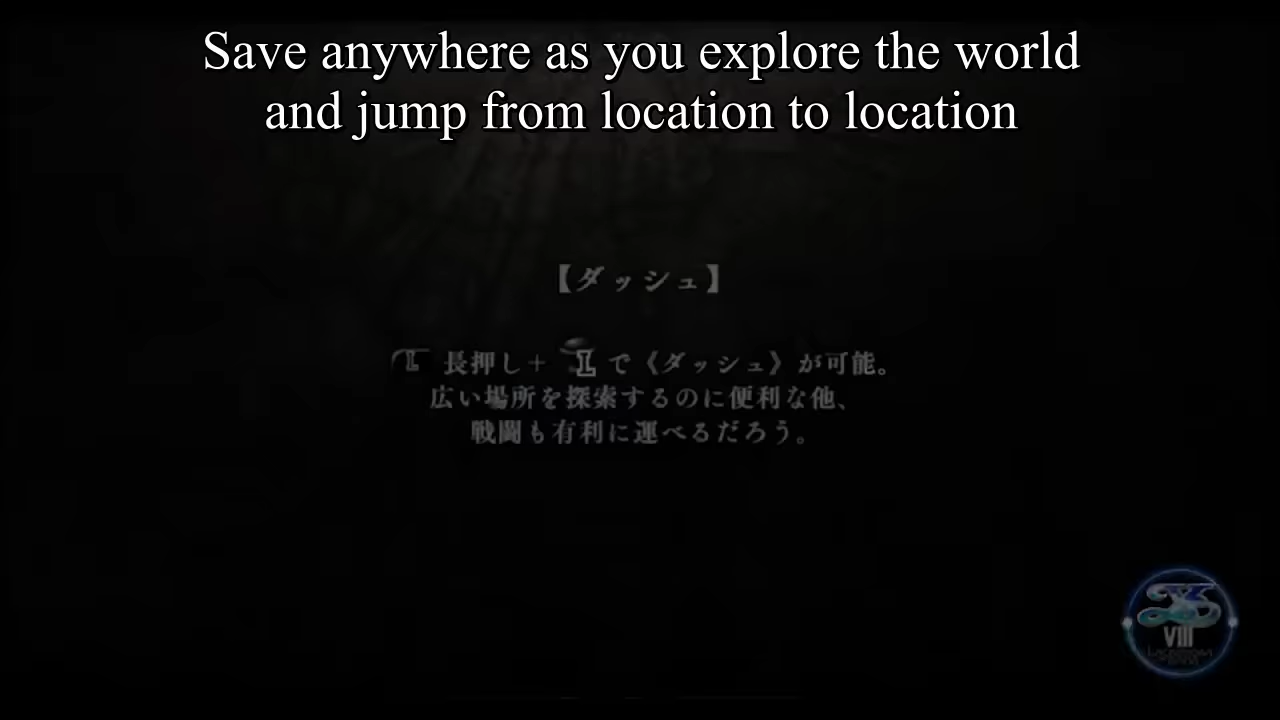 Save anywhere as you explore the world
and jump from location to location
【ダッシュ】
L 長押し＋ L で《ダッシュ》が可能。
広い場所を探索するのに便利な他、
戦闘も有利に運べるだろう。
VIII